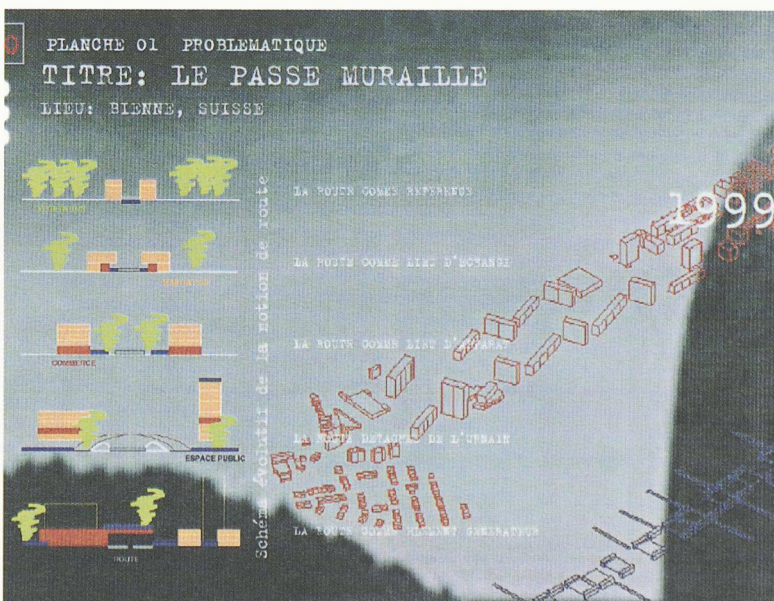 PLANCHE 01 PROBLEMATIQUE
TITRE: LE PASSE MURAILLE
LIEU: BIENNE, SUISSE
1999
Schéma évolutif de la notion de route
LA ROUTE COMME REFERENCE
LA ROUTE COMME LIEU D'ECHANGE
HABITATION
LA ROUTE COMME LIEU D'APPARAT
COMMERCE
LA ROUTE DETACHEE DE L'URBAIN
ESPACE PUBLIC
LA ROUTE COMME ELEMENT GENERATEUR
ROUTE